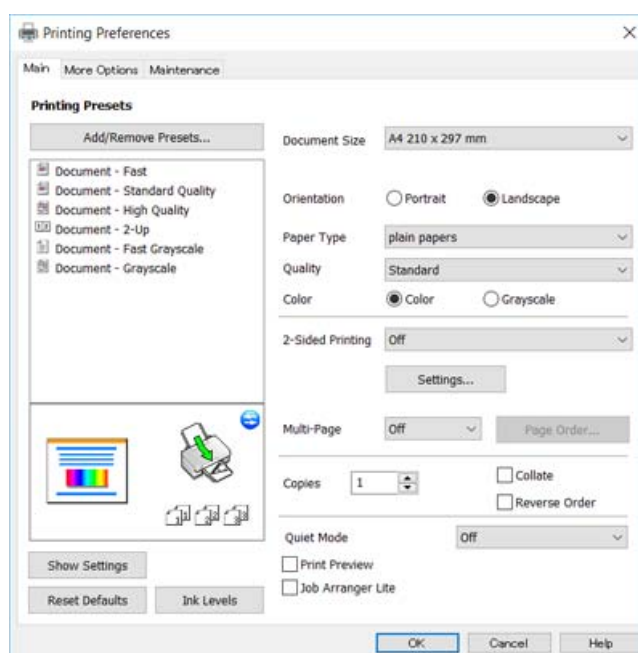 Printing Preferences
Main More Options Maintenance
Printing Presets
Add/Remove Presets...
Document - Fast
Document - Standard Quality
Document - High Quality
Document - 2-Up
Document - Fast Grayscale
Document - Grayscale
Show Settings
Reset Defaults Ink Levels
Document Size A4 210 x 297 mm
Orientation Portrait Landscape
Paper Type plain papers
Quality Standard
Color Color Grayscale
2-Sided Printing Off
Settings...
Multi-Page Off Page Order...
Copies 1 Collate
Reverse Order
Quiet Mode Off
Print Preview
Job Arranger Lite
OK Cancel Help